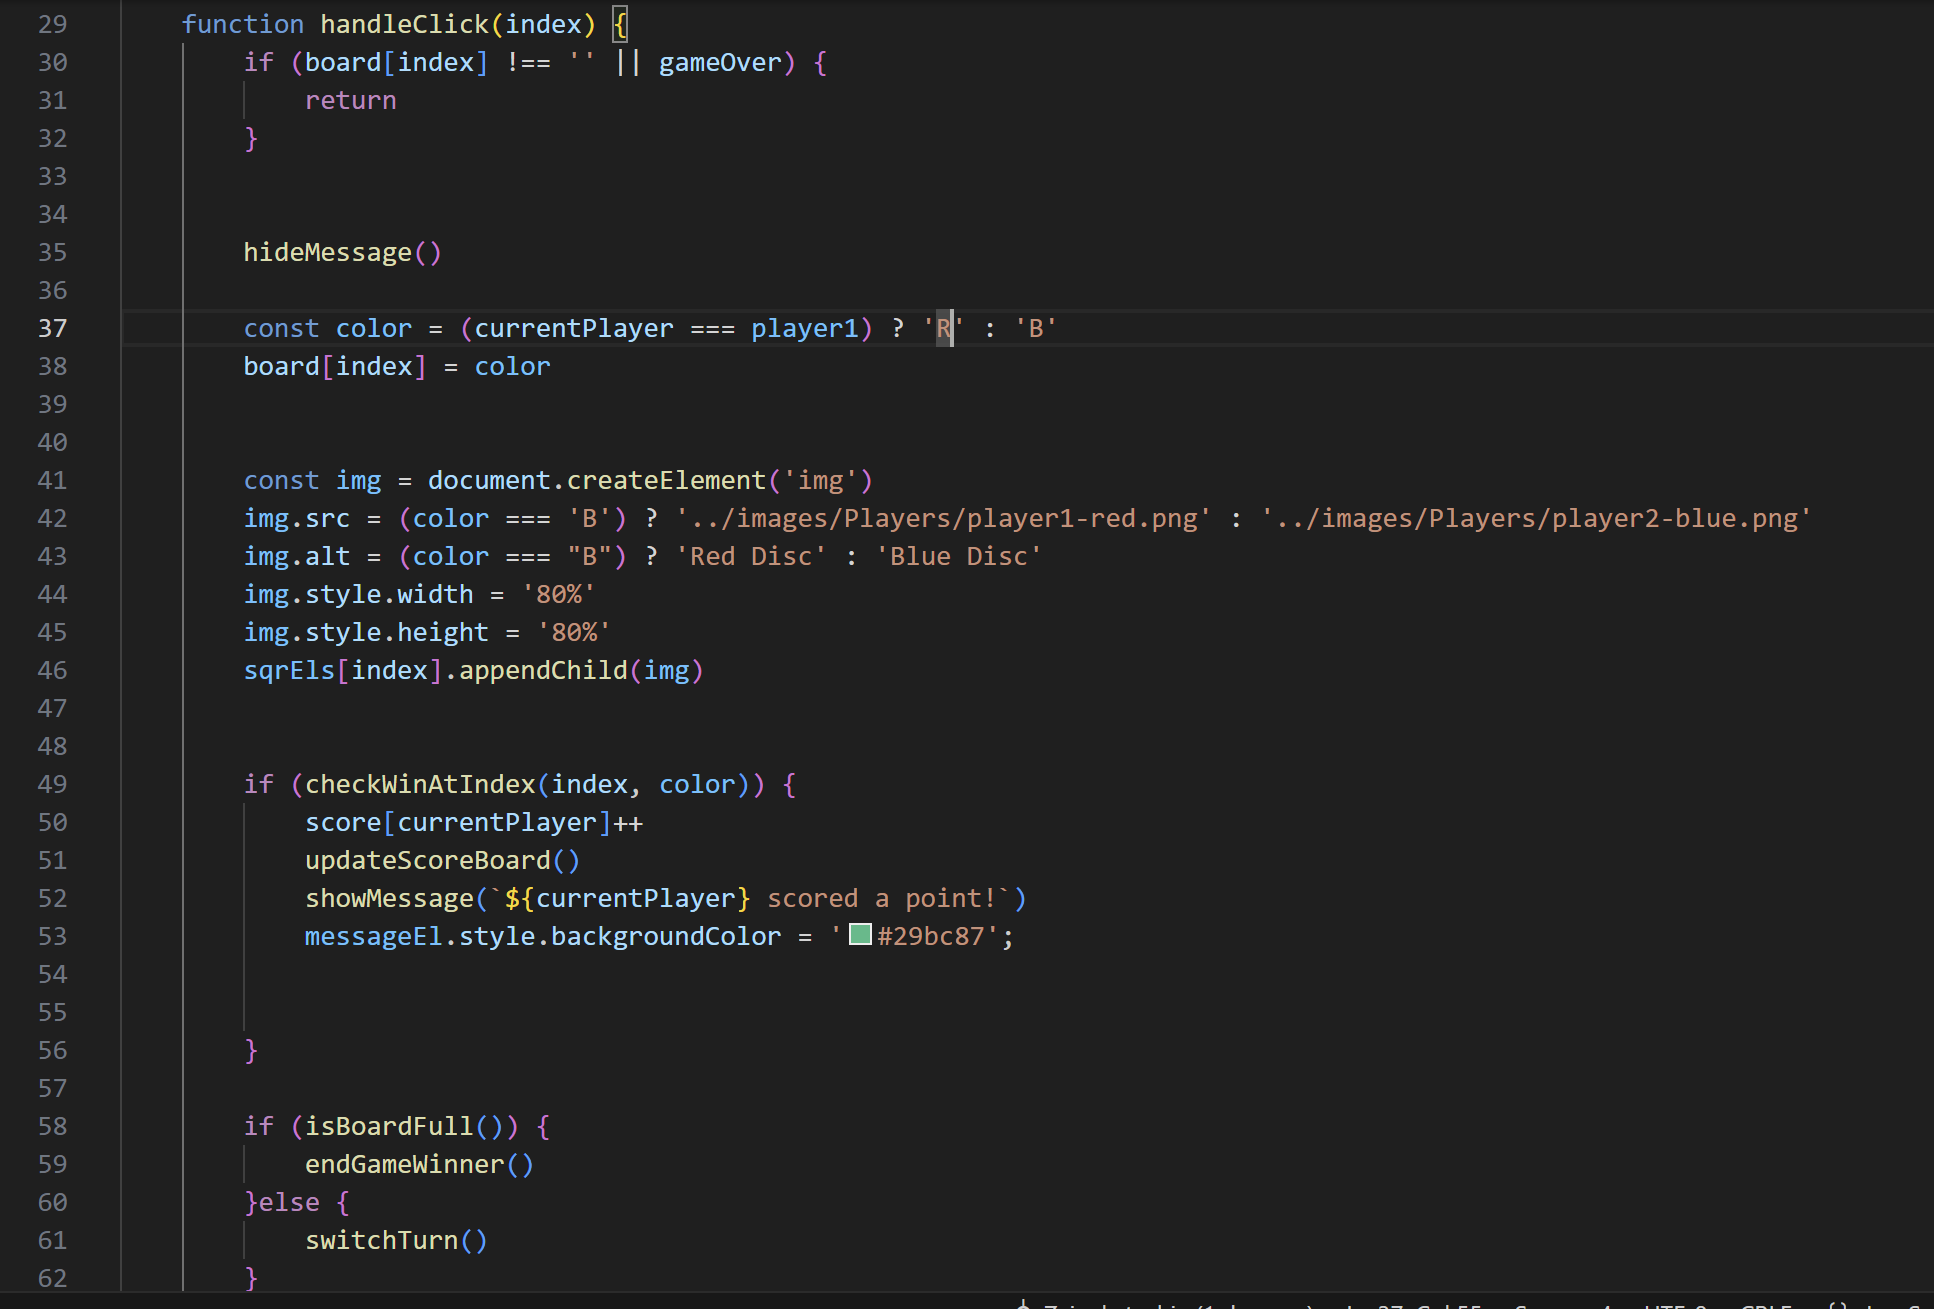 29 function handleClick(index) {
30 if (board[index] !== '' || gameOver) {
31 return
32 }
33
34
35 hideMessage()
36
37 const color = (currentPlayer === player1) ? 'R' : 'B'
38 board[index] = color
39
40
41 const img = document.createElement('img')
42 img.src = (color === 'B') ? '../images/Players/player1-red.png' : '../images/Players/player2-blue.png'
43 img.alt = (color === "B") ? 'Red Disc' : 'Blue Disc'
44 img.style.width = '80%'
45 img.style.height = '80%'
46 sqrEls[index].appendChild(img)
47
48
49 if (checkWinAtIndex(index, color)) {
50 score[currentPlayer]++
51 updateScoreBoard()
52 showMessage(`${currentPlayer} scored a point!`)
53 messageEl.style.backgroundColor = '#29bc87';
54
55
56 }
57
58 if (isBoardFull()) {
59 endGameWinner()
60 }else {
61 switchTurn()
62 }